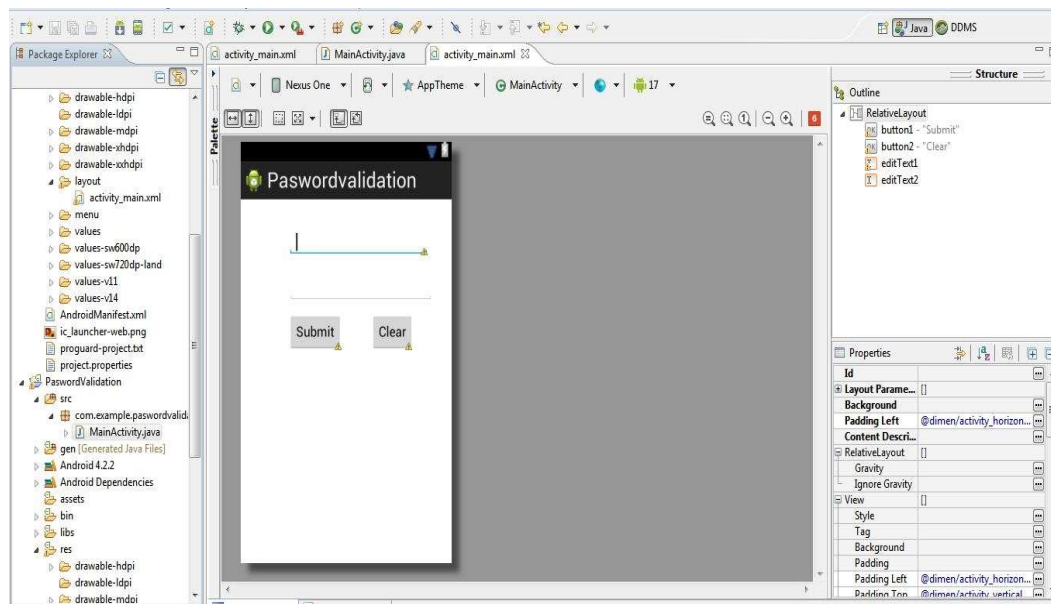 Java
DDMS
Package Explorer
activity_main.xml
MainActivity.java
activity_main.xml
drawable-hdpi
drawable-ldpi
drawable-mdpi
drawable-xhdpi
drawable-xxhdpi
layout
activity_main.xml
menu
values
values-sw600dp
values-sw720dp-land
values-v11
values-v14
AndroidManifest.xml
ic_launcher-web.png
proguard-project.txt
project.properties
PaswordValidation
src
com.example.paswordvalid
MainActivity.java
gen [Generated Java Files]
Android 4.2.2
Android Dependencies
assets
bin
libs
res
drawable-hdpi
drawable-ldpi
drawable-mdpi
Palette
Nexus One
AppTheme
MainActivity
17
6
Paswordvalidation
Submit
Clear
Structure
Outline
RelativeLayout
button1 - "Submit"
button2 - "Clear"
editText1
editText2
Properties
Id
Layout Parame... []
Background
Padding Left @dimen/activity_horizon...
Content Descri...
RelativeLayout []
Gravity
Ignore Gravity
View []
Style
Tag
Background
Padding
Padding Left @dimen/activity_horizon...
Padding Top @dimen/activity_vertical